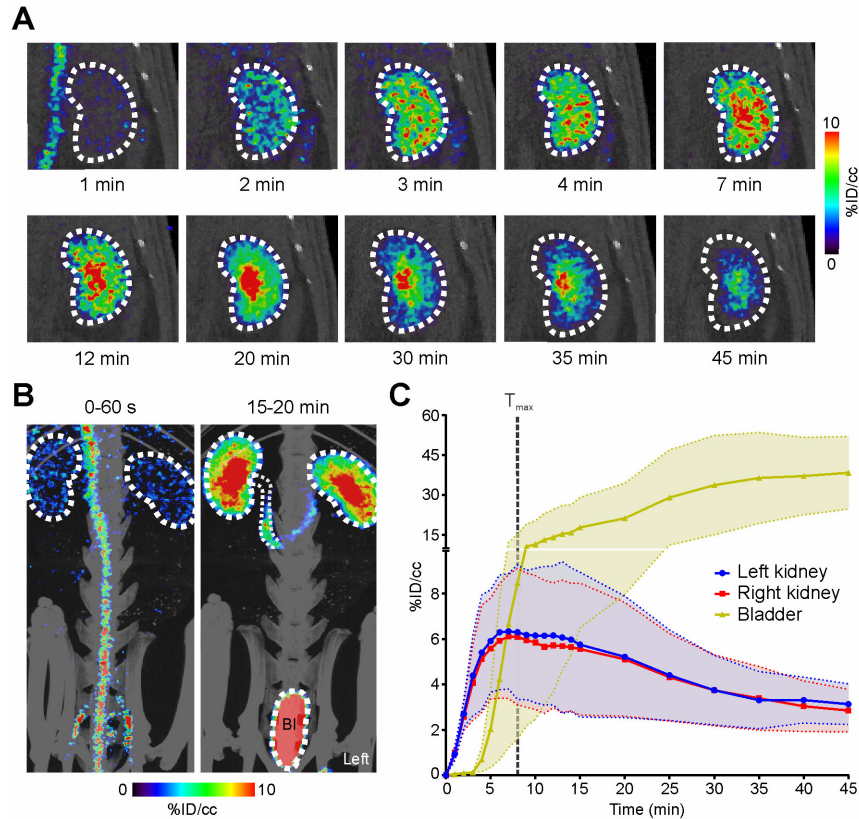 A
1 min
2 min
3 min
4 min
7 min
10
0
%ID/cc
12 min
20 min
30 min
35 min
45 min
B
0-60 s
15-20 min
Bl
Left
0
10
%ID/cc
C
Tmax
60
45
30
15
8
6
4
2
0
%ID/cc
Left kidney
Right kidney
Bladder
0 5 10 15 20 25 30 35 40 45
Time (min)